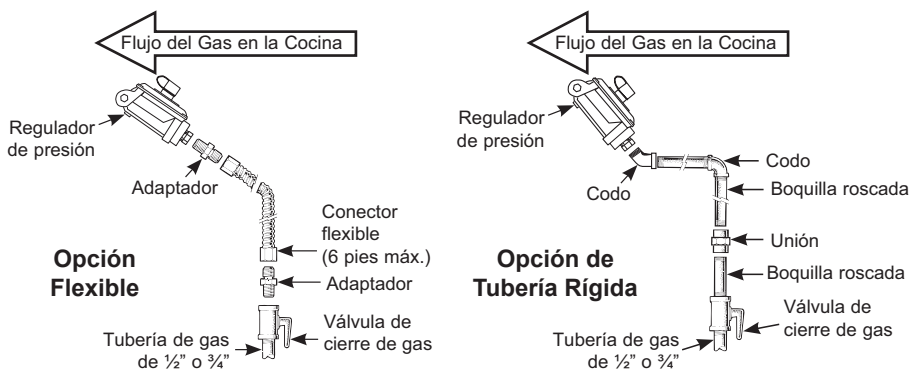 Flujo del Gas en la Cocina
Regulador
de presión
Adaptador
Conector
flexible
(6 pies máx.)
Opción
Flexible
Adaptador
Tubería de gas
de ½” o ¾”
Válvula de
cierre de gas
Flujo del Gas en la Cocina
Regulador
de presión
Codo
Codo
Boquilla roscada
Unión
Opción de
Tubería Rígida
Boquilla roscada
Válvula de
cierre de gas
Tubería de gas
de ½” o ¾”